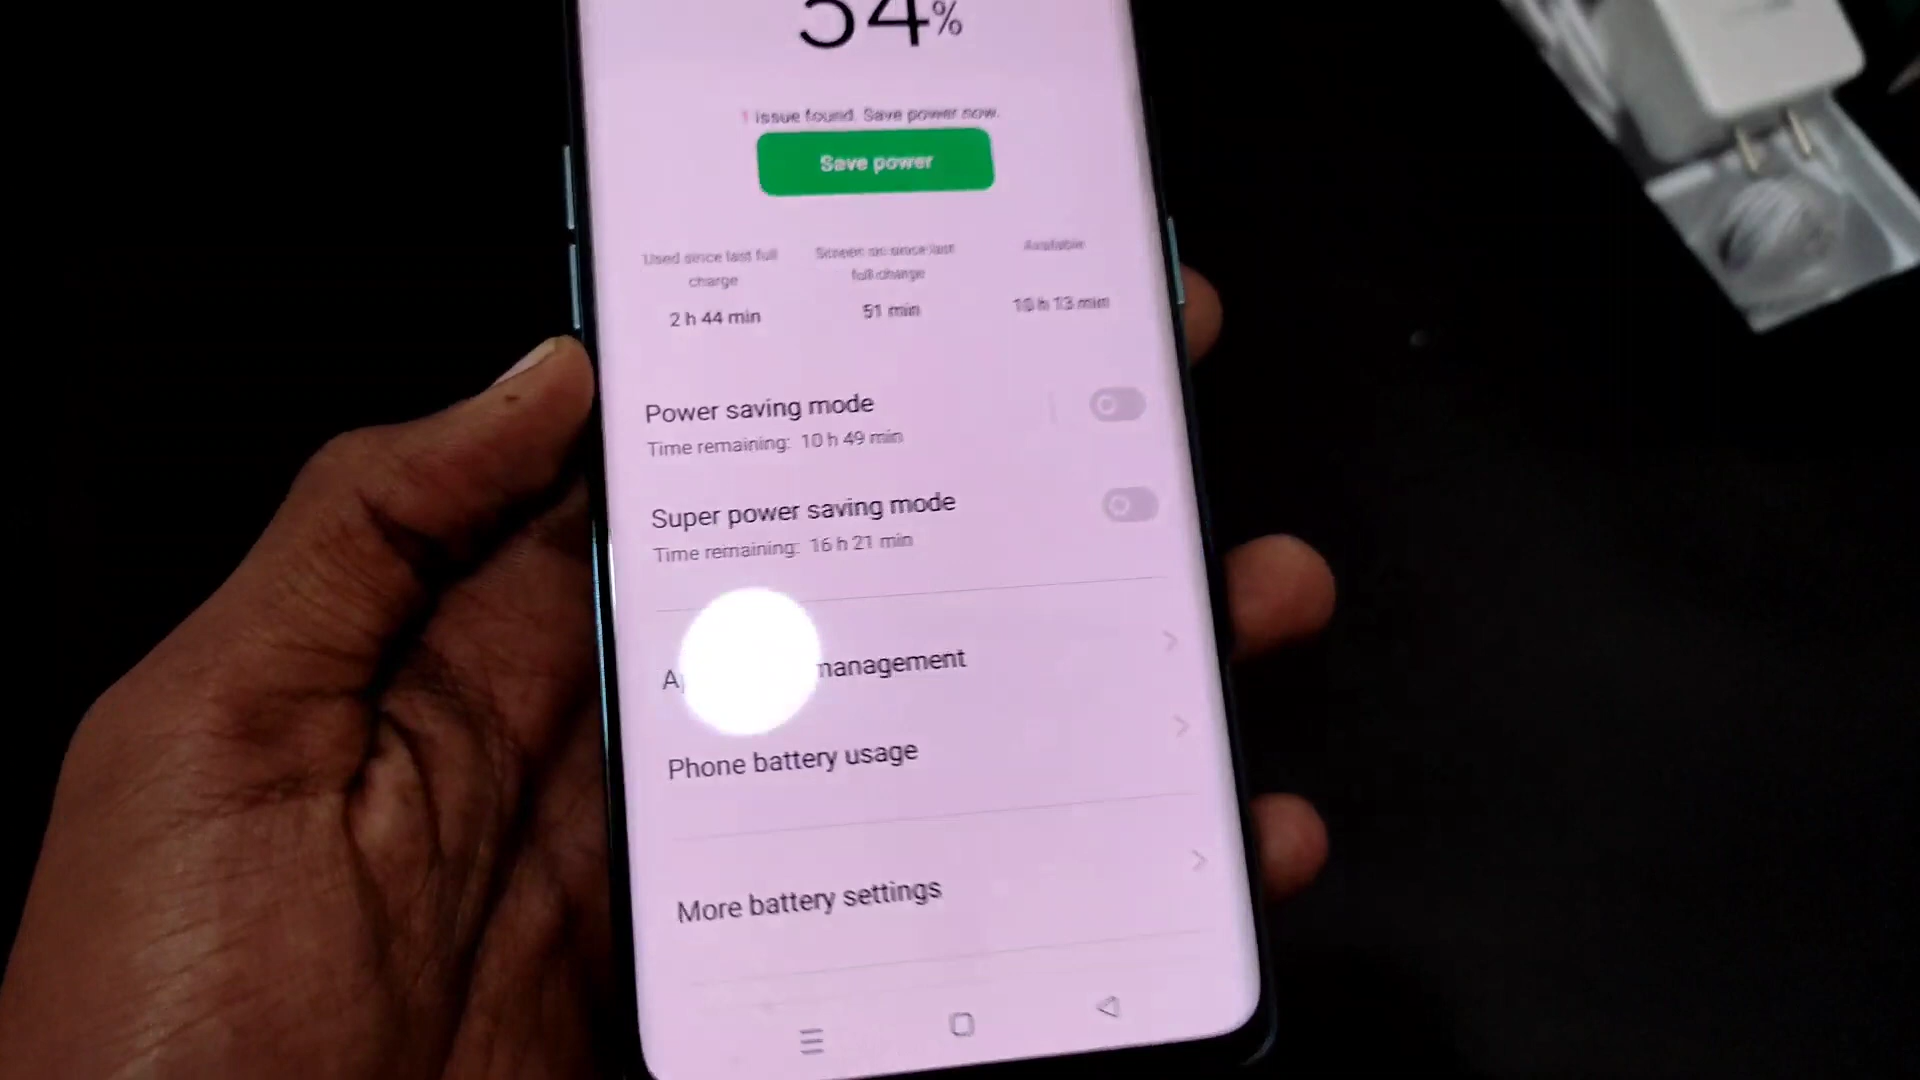 54%
1 issue found. Save power now.
Save power
Used since last full charge
Screen on since last full charge
Available
2 h 44 min
51 min
10 h 13 min
Power saving mode
Time remaining: 10 h 49 min
Super power saving mode
Time remaining: 16 h 21 min
management
Phone battery usage
More battery settings